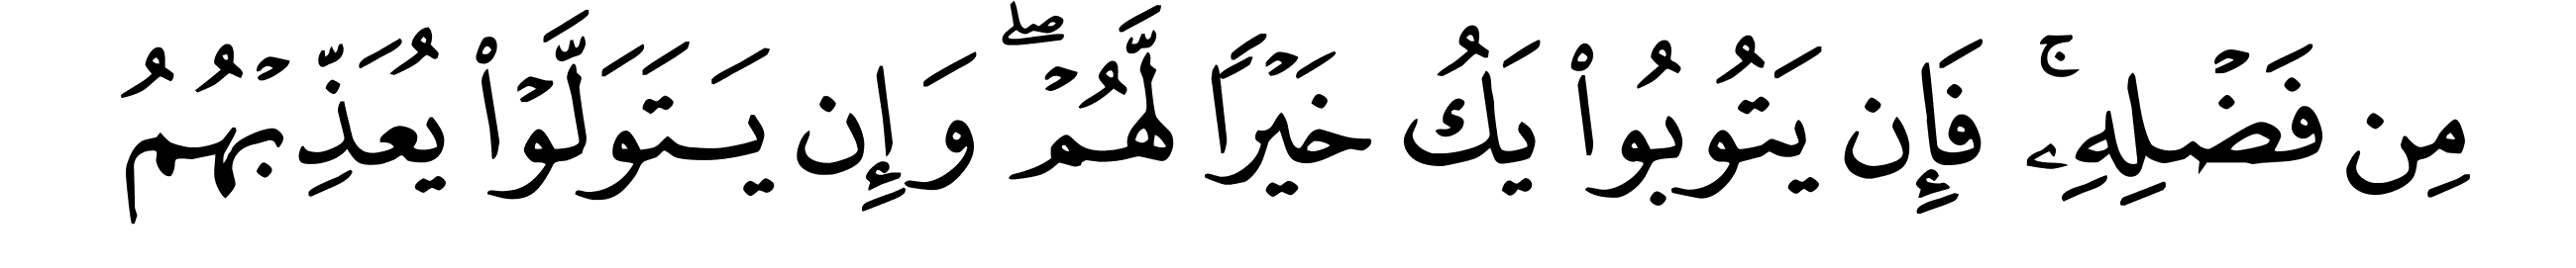 مِن فَضْلِهِۦ ۚ فَإِن يَتُوبُوا۟ يَكُ خَيْرًا لَّهُمْ ۖ وَإِن يَتَوَلَّوْا۟ يُعَذِّبْهُمُ